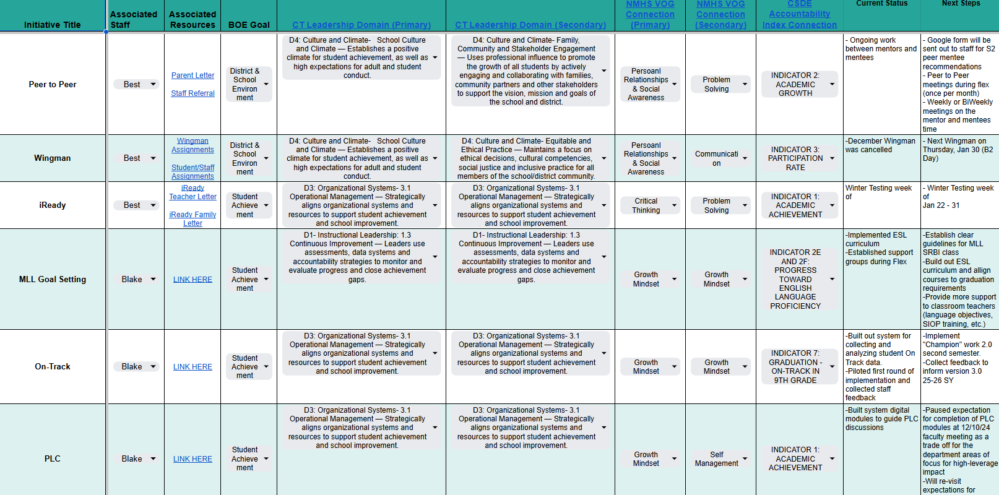 Initiative Title
Associated
Staff
Associated
Resources
BOE Goal
CT Leadership Domain (Primary)
CT Leadership Domain (Secondary)
NMHS VOG
Connection
(Primary)
NMHS VOG
Connection
(Secondary)
CSDE
Accountability
Index Connection
Current Status
Next Steps
Peer to Peer
Best
Parent Letter
Staff Referral
District &
School
Environ
ment
D4: Culture and Climate- School Culture
and Climate — Establishes a positive
climate for student achievement, as well as
high expectations for adult and student
conduct.
D4: Culture and Climate- Family,
Community and Stakeholder Engagement
— Uses professional influence to promote
the growth of all students by actively
engaging and collaborating with families,
community partners and other stakeholders
to support the vision, mission and goals of
the school and district.
Persoanl
Relationships
& Social
Awareness
Problem
Solving
INDICATOR 2:
ACADEMIC
GROWTH
- Ongoing work
between mentors and
mentees
- Google form will be
sent out to staff for S2
peer mentee
recommendations
- Peer to Peer
meetings during flex
(once per month)
- Weekly or BiWeekly
meetings on the
mentor and mentees
time
Wingman
Best
Wingman
Assignments
Student/Staff
Assignments
District &
School
Environ
ment
D4: Culture and Climate- School Culture
and Climate — Establishes a positive
climate for student achievement, as well as
high expectations for adult and student
conduct.
D4: Culture and Climate- Equitable and
Ethical Practice — Maintains a focus on
ethical decisions, cultural competencies,
social justice and inclusive practice for all
members of the school/district community.
Persoanl
Relationships
& Social
Awareness
Communicati
on
INDICATOR 3:
PARTICIPATION
RATE
-December Wingman
was cancelled
- Next Wingman on
Thursday, Jan 30 (B2
Day)
iReady
Best
iReady
Teacher Letter
iReady Family
Letter
Student
Achieve
ment
D3: Organizational Systems- 3.1
Operational Management — Strategically
aligns organizational systems and
resources to support student achievement
and school improvement.
D3: Organizational Systems- 3.1
Operational Management — Strategically
aligns organizational systems and
resources to support student achievement
and school improvement.
Critical
Thinking
Problem
Solving
INDICATOR 1:
ACADEMIC
ACHIEVEMENT
Winter Testing week
of
- Winter Testing week
of
Jan 22 - 31
MLL Goal Setting
Blake
LINK HERE
Student
Achieve
ment
D1- Instructional Leadership: 1.3
Continuous Improvement — Leaders use
assessments, data systems and
accountability strategies to monitor and
evaluate progress and close achievement
gaps.
D1- Instructional Leadership: 1.3
Continuous Improvement — Leaders use
assessments, data systems and
accountability strategies to monitor and
evaluate progress and close achievement
gaps.
Growth
Mindset
Growth
Mindset
INDICATOR 2E
AND 2F:
PROGRESS
TOWARD
ENGLISH
LANGUAGE
PROFICIENCY
-Implemented ESL
curriculum
-Established support
groups during Flex
-Establish clear
guidelines for MLL
SRBI class
-Build out ESL
curriculum and allign
courses to graduation
requirements
-Provide more support
to classroom teachers
(language objectives,
SIOP training, etc.)
On-Track
Blake
LINK HERE
Student
Achieve
ment
D3: Organizational Systems- 3.1
Operational Management — Strategically
aligns organizational systems and
resources to support student achievement
and school improvement.
D3: Organizational Systems- 3.1
Operational Management — Strategically
aligns organizational systems and
resources to support student achievement
and school improvement.
Growth
Mindset
Growth
Mindset
INDICATOR 7:
GRADUATION -
ON-TRACK IN
9TH GRADE
-Built out system for
collecting and
analyzing student On
Track data.
-Piloted first round of
implementation and
collected staff
feedback
-Implement
"Champion" work 2.0
second semester.
-Collect feedback to
inform version 3.0
25-26 SY
PLC
Blake
LINK HERE
Student
Achieve
ment
D3: Organizational Systems- 3.1
Operational Management — Strategically
aligns organizational systems and
resources to support student achievement
and school improvement.
D3: Organizational Systems- 3.1
Operational Management — Strategically
aligns organizational systems and
resources to support student achievement
and school improvement.
Growth
Mindset
Self
Management
INDICATOR 1:
ACADEMIC
ACHIEVEMENT
-Built system digital
modules to guide PLC
discussions
-Paused expectation
for completion of PLC
modules at 12/10/24
faculty meeting as a
trade off for the
department areas of
focus for high-leverage
impact
-Will re-visit
expectations for